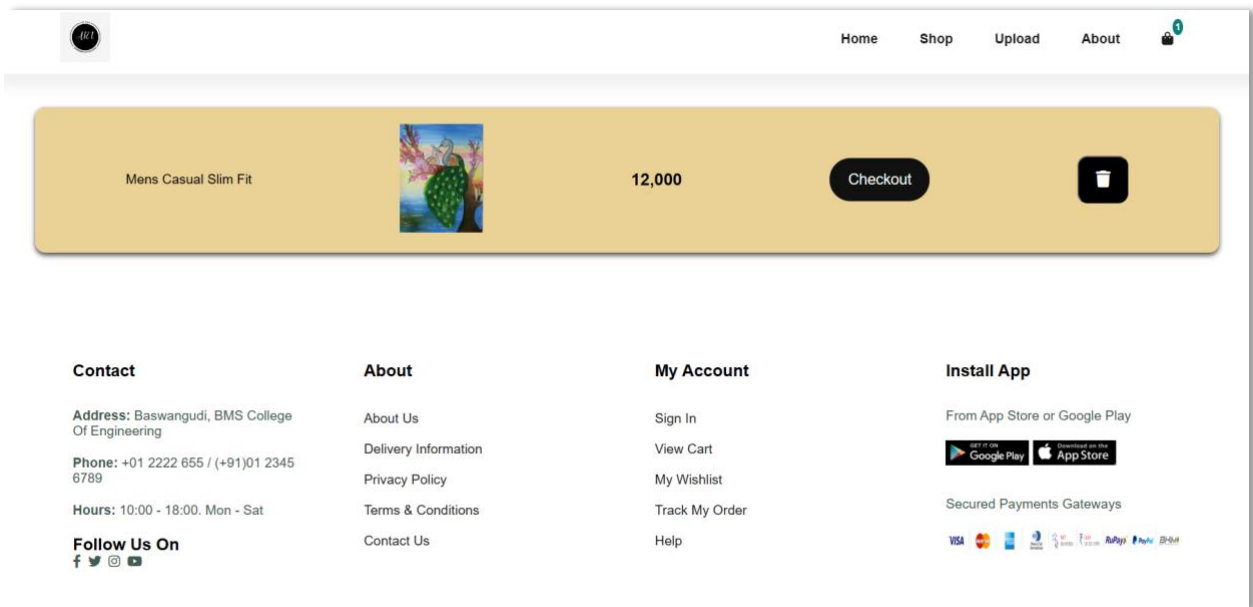 ART
Home Shop Upload About 1
Mens Casual Slim Fit 12,000 Checkout
Contact
Address: Baswangudi, BMS College
Of Engineering
Phone: +01 2222 655 / (+91)01 2345
6789
Hours: 10:00 - 18:00. Mon - Sat
Follow Us On
About
About Us
Delivery Information
Privacy Policy
Terms & Conditions
Contact Us
My Account
Sign In
View Cart
My Wishlist
Track My Order
Help
Install App
From App Store or Google Play
GET IT ON
Google Play
Download on the
App Store
Secured Payments Gateways
VISA RuPay PayPal BHIM